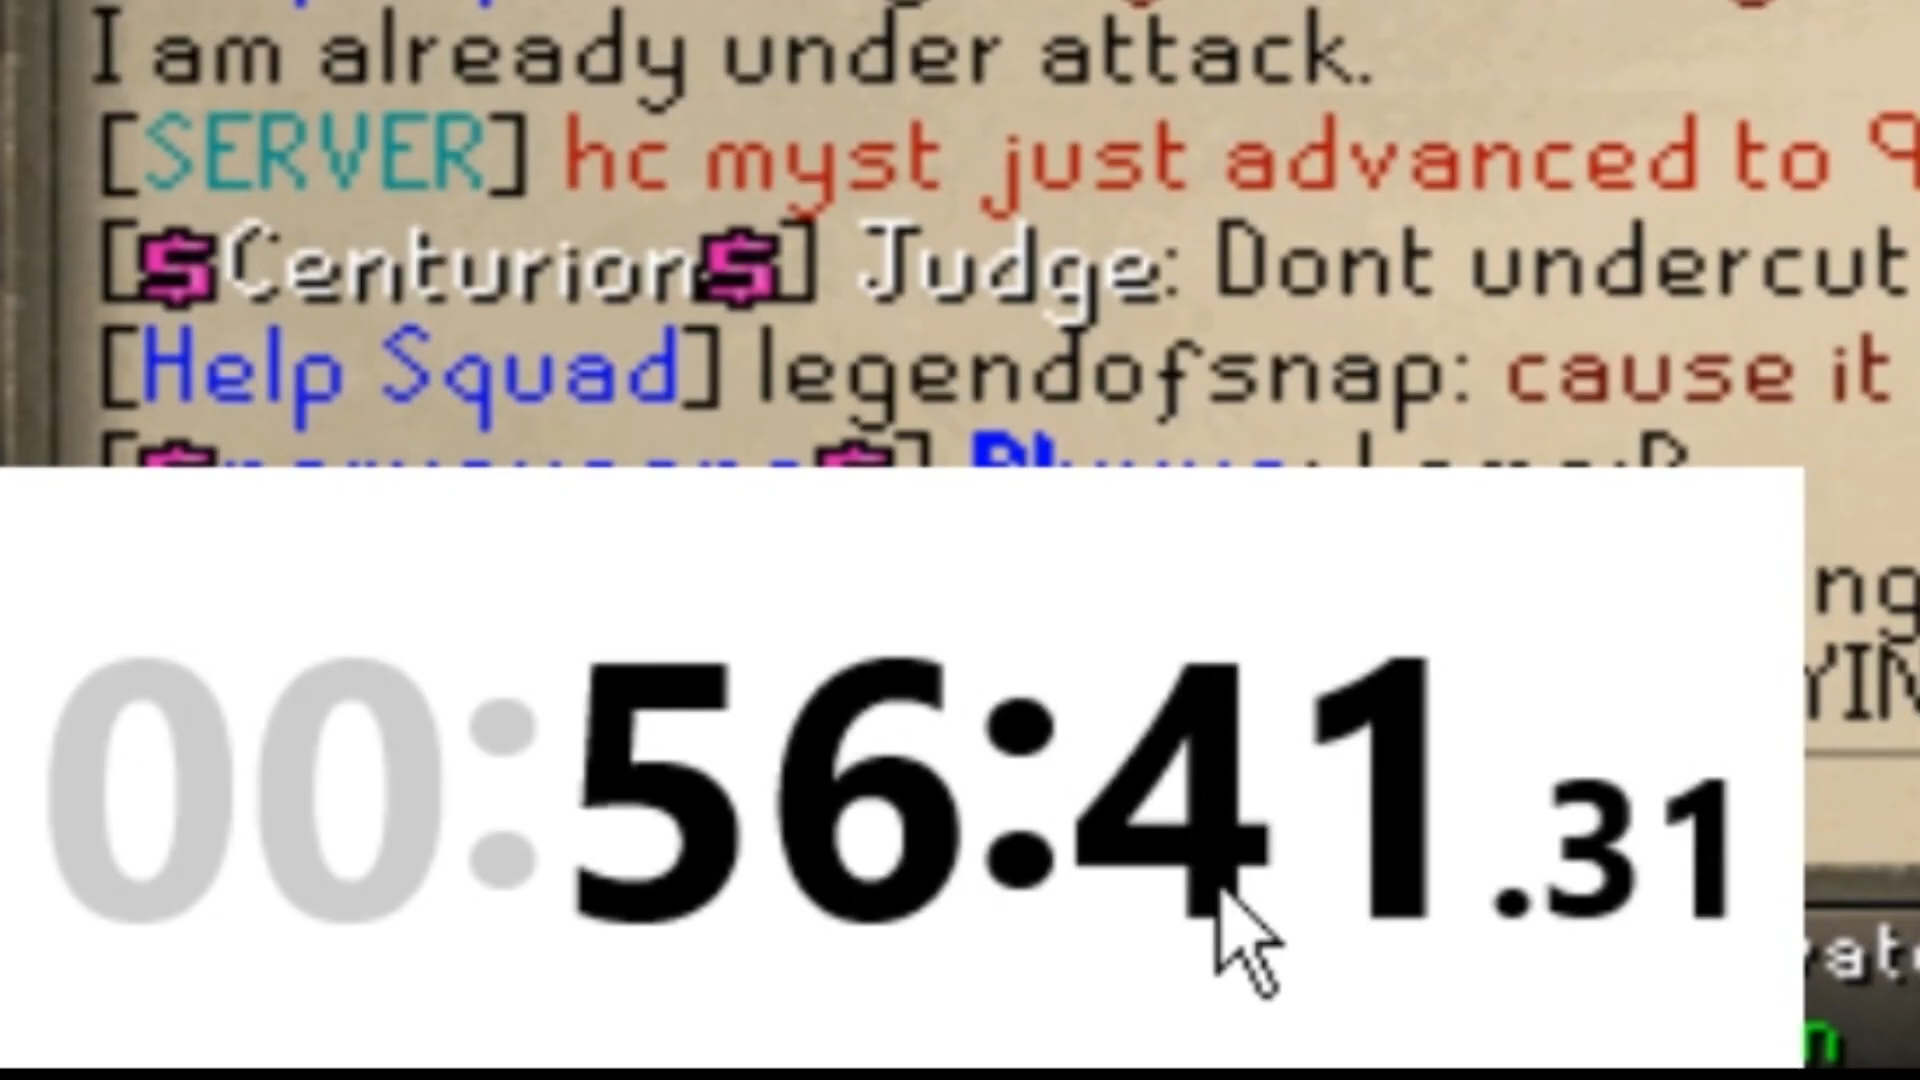 I am already under attack.
[SERVER] hc myst just advanced to 9
[$Centurion$] Judge: Dont undercut
[Help Squad] legendofsnap: cause it
00:56:41.31